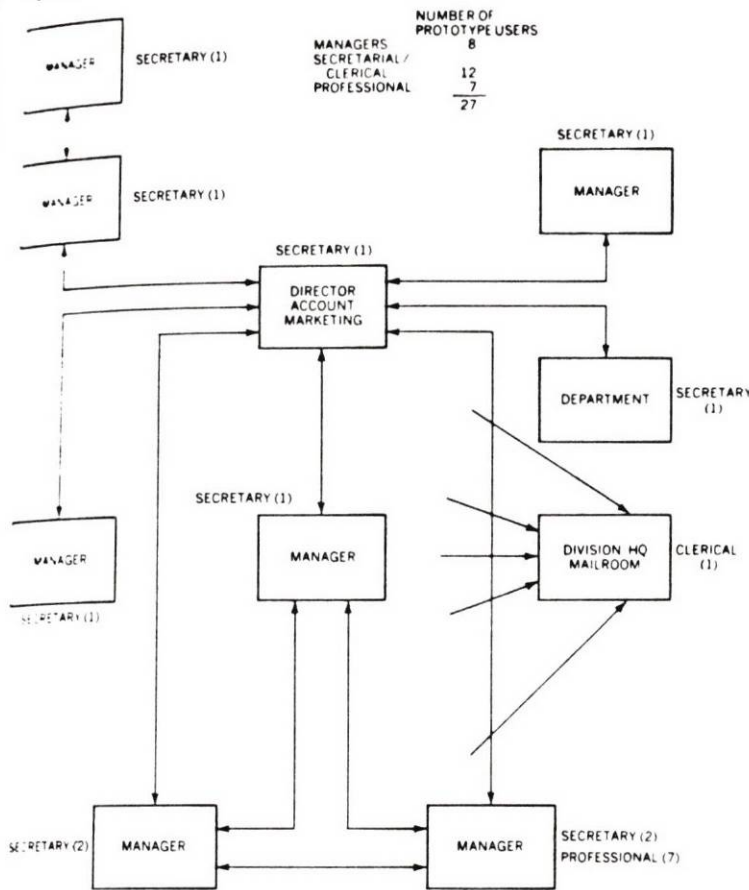 NUMBER OF
PROTOTYPE USERS
MANAGERS 8
SECRETARIAL/
CLERICAL 12
PROFESSIONAL 7
27
MANAGER
SECRETARY (1)
SECRETARY (1)
MANAGER
MANAGER
SECRETARY (1)
SECRETARY (1)
DIRECTOR
ACCOUNT
MARKETING
DEPARTMENT
SECRETARY
(1)
SECRETARY (1)
MANAGER
MANAGER
SECRETARY (1)
DIVISION HQ
MAILROOM
CLERICAL
(1)
SECRETARY (2)
MANAGER
MANAGER
SECRETARY (2)
PROFESSIONAL (7)